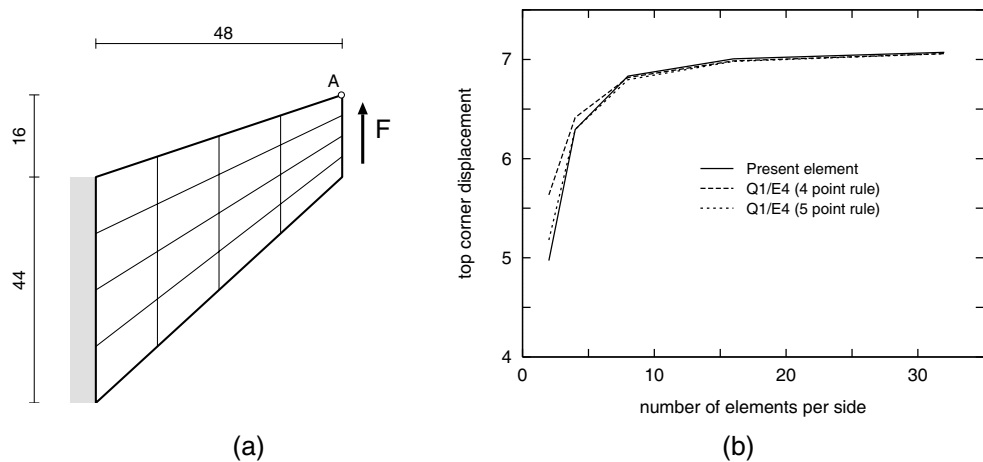 48
A
16
F
44
(a)
7
6
5
4
top corner displacement
Present element
Q1/E4 (4 point rule)
Q1/E4 (5 point rule)
0
10
20
30
number of elements per side
(b)